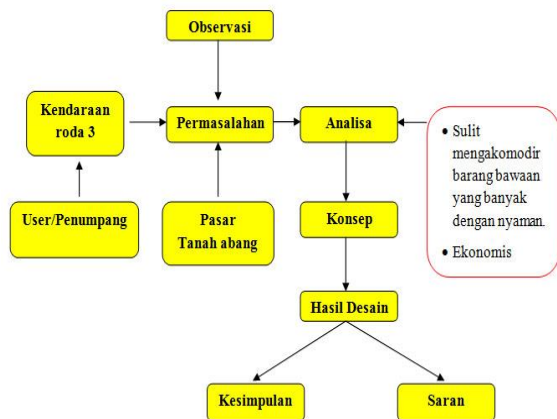 Observasi
Kendaraan
roda 3
Permasalahan
Analisa
• Sulit
mengakomodir
barang bawaan
yang banyak
dengan nyaman.
• Ekonomis
User/Penumpang
Pasar
Tanah abang
Konsep
Hasil Desain
Kesimpulan
Saran